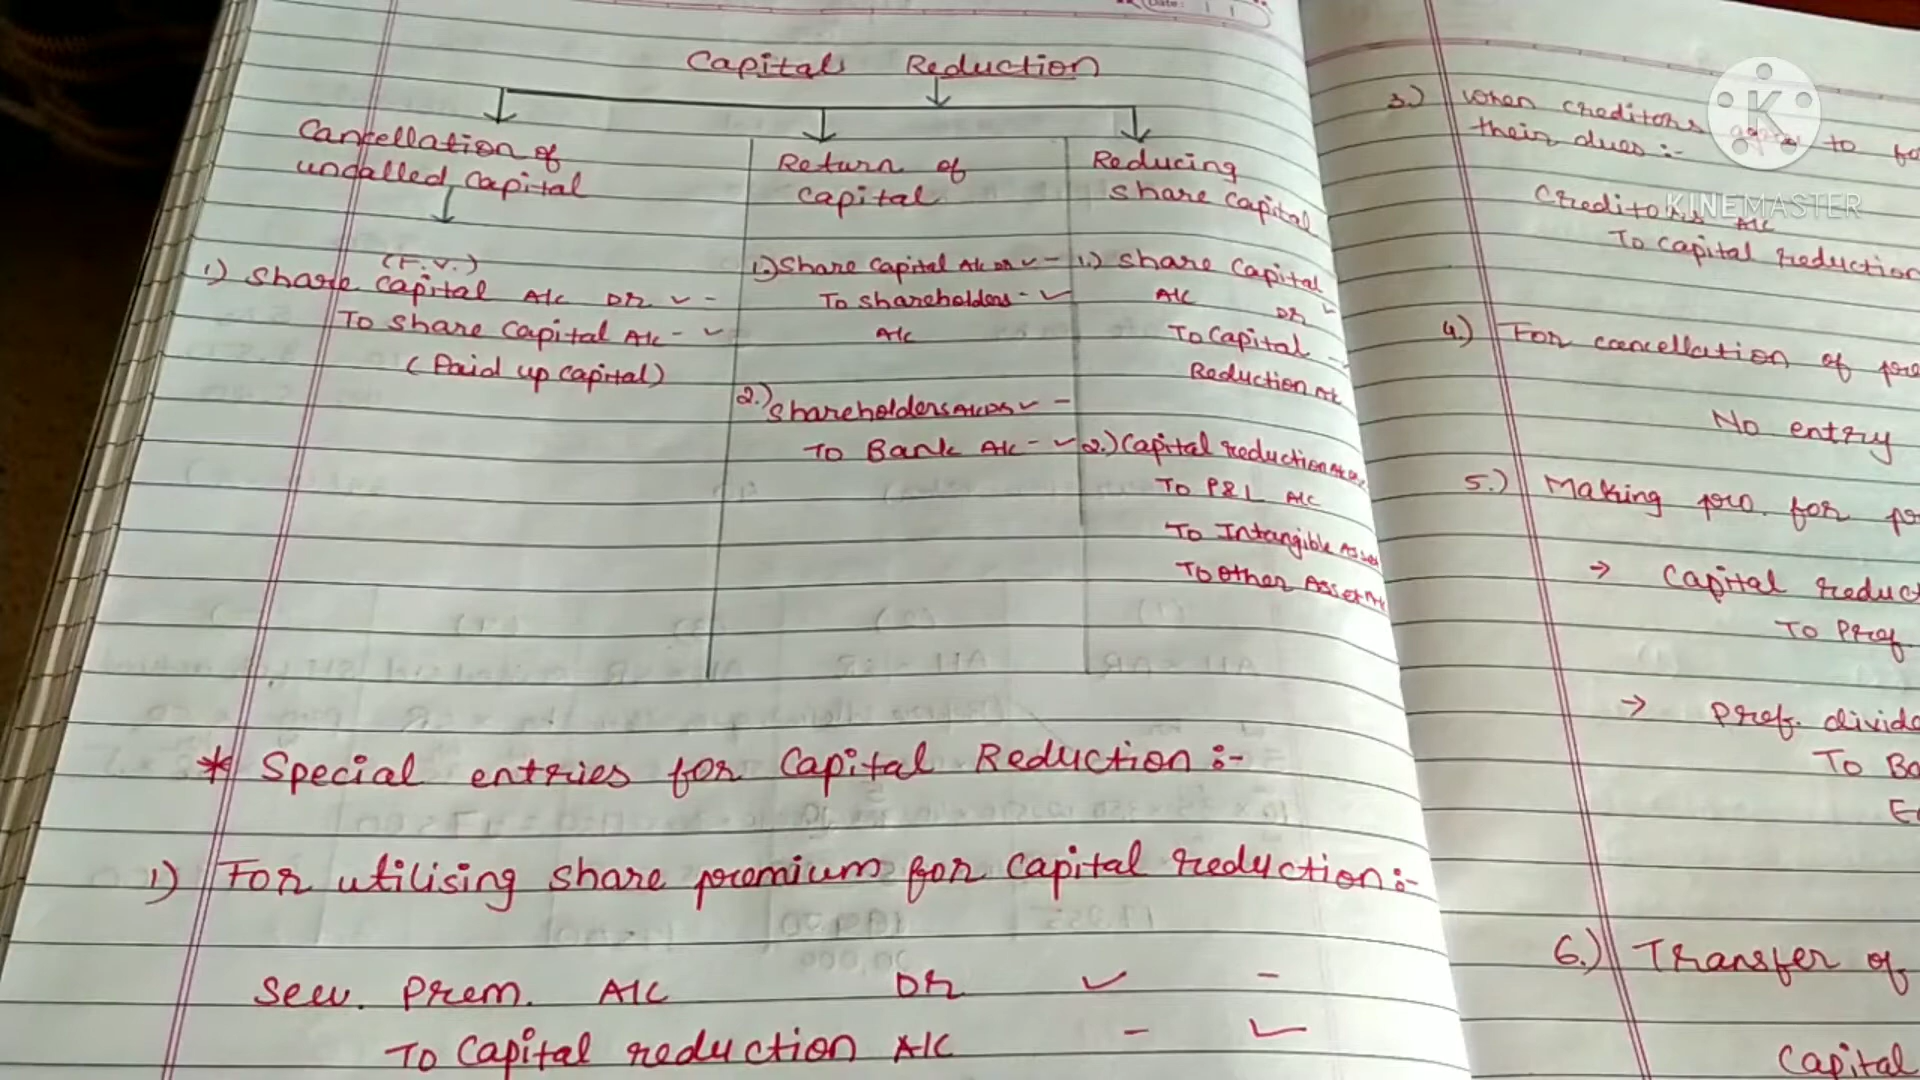 Date :
Capital Reduction
Cancellation of
uncalled capital
(F.V.)
1) Share capital A/c Dr ✓ -
To share capital A/c - ✓
(Paid up capital)
Return of
capital
1.) Share capital A/c Dr ✓ -
To shareholders - ✓
A/c
2.) Shareholders A/c Dr ✓ -
To Bank A/c - ✓
Reducing
share capital
1.) Share capital
A/c Dr ✓
To Capital -
Reduction A/c
2.) Capital reduction A/c
To P&L A/c
To Intangible
To Other Asset A/c
* Special entries for Capital Reduction :-
1) For utilising share premium for capital reduction :-
Secu. Prem. A/c Dr ✓ -
To Capital reduction A/c - ✓
3.) When creditors agree to
their dues :-
Creditors A/c
To capital reduction
4.) For cancellation of
No entry
5.) Making pro. for
→ Capital
To Pref.
→ Pref.
To
6.) Transfer of
Capital
K
KINEMASTER